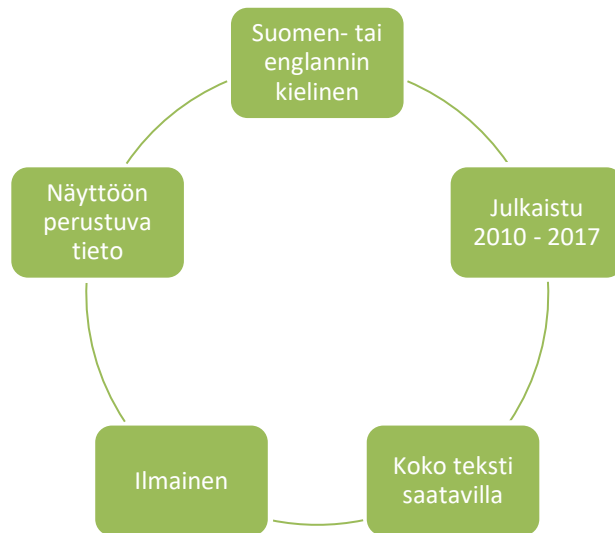 Suomen- tai
englannin
kielinen
Julkaistu
2010 - 2017
Koko teksti
saatavilla
Ilmainen
Näyttöön
perustuva
tieto